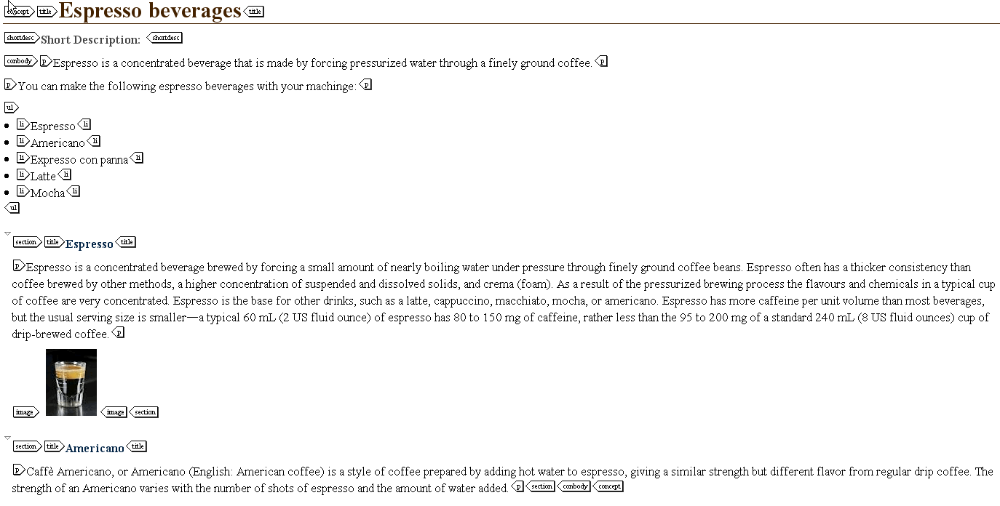 concept title Espresso beverages title
shortdesc Short Description: shortdesc
conbody p Espresso is a concentrated beverage that is made by forcing pressurized water through a finely ground coffee. p
p You can make the following espresso beverages with your machinge: p
ul
• li Espresso li
• li Americano li
• li Expresso con panna li
• li Latte li
• li Mocha li
ul
section title Espresso title
p Espresso is a concentrated beverage brewed by forcing a small amount of nearly boiling water under pressure through finely ground coffee beans. Espresso often has a thicker consistency than
coffee brewed by other methods, a higher concentration of suspended and dissolved solids, and crema (foam). As a result of the pressurized brewing process the flavours and chemicals in a typical cup
of coffee are very concentrated. Espresso is the base for other drinks, such as a latte, cappuccino, macchiato, mocha, or americano. Espresso has more caffeine per unit volume than most beverages,
but the usual serving size is smaller—a typical 60 mL (2 US fluid ounce) of espresso has 80 to 150 mg of caffeine, rather less than the 95 to 200 mg of a standard 240 mL (8 US fluid ounces) cup of
drip-brewed coffee. p
image image section
section title Americano title
p Caffè Americano, or Americano (English: American coffee) is a style of coffee prepared by adding hot water to espresso, giving a similar strength but different flavor from regular drip coffee. The
strength of an Americano varies with the number of shots of espresso and the amount of water added. p section conbody concept